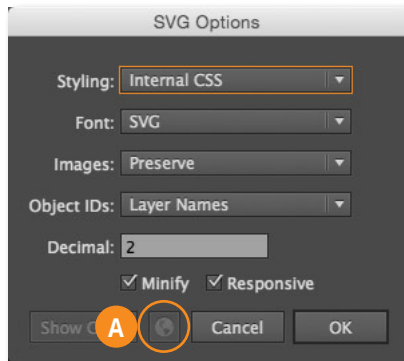 SVG Options
Styling: Internal CSS
Font: SVG
Images: Preserve
Object IDs: Layer Names
Decimal: 2
Minify Responsive
Show A Cancel OK